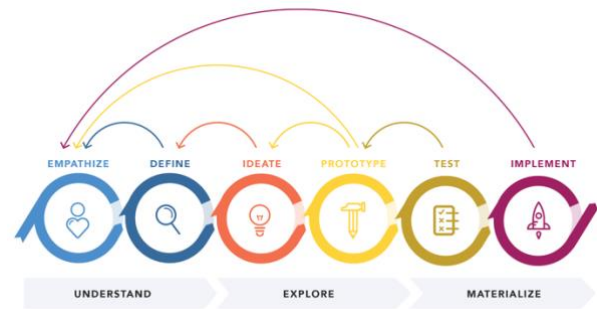 EMPATHIZE DEFINE IDEATE PROTOTYPE TEST IMPLEMENT
UNDERSTAND EXPLORE MATERIALIZE